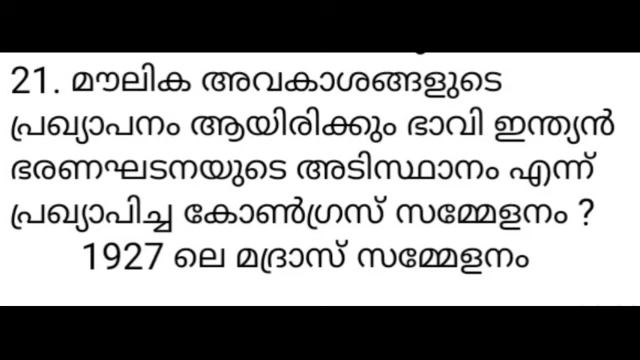 21. മൗലിക അവകാശങ്ങളുടെ
പ്രഖ്യാപനം ആയിരിക്കും ഭാവി ഇന്ത്യൻ
ഭരണഘടനയുടെ അടിസ്ഥാനം എന്ന്
പ്രഖ്യാപിച്ച കോൺഗ്രസ് സമ്മേളനം ?
1927 ലെ മദ്രാസ് സമ്മേളനം